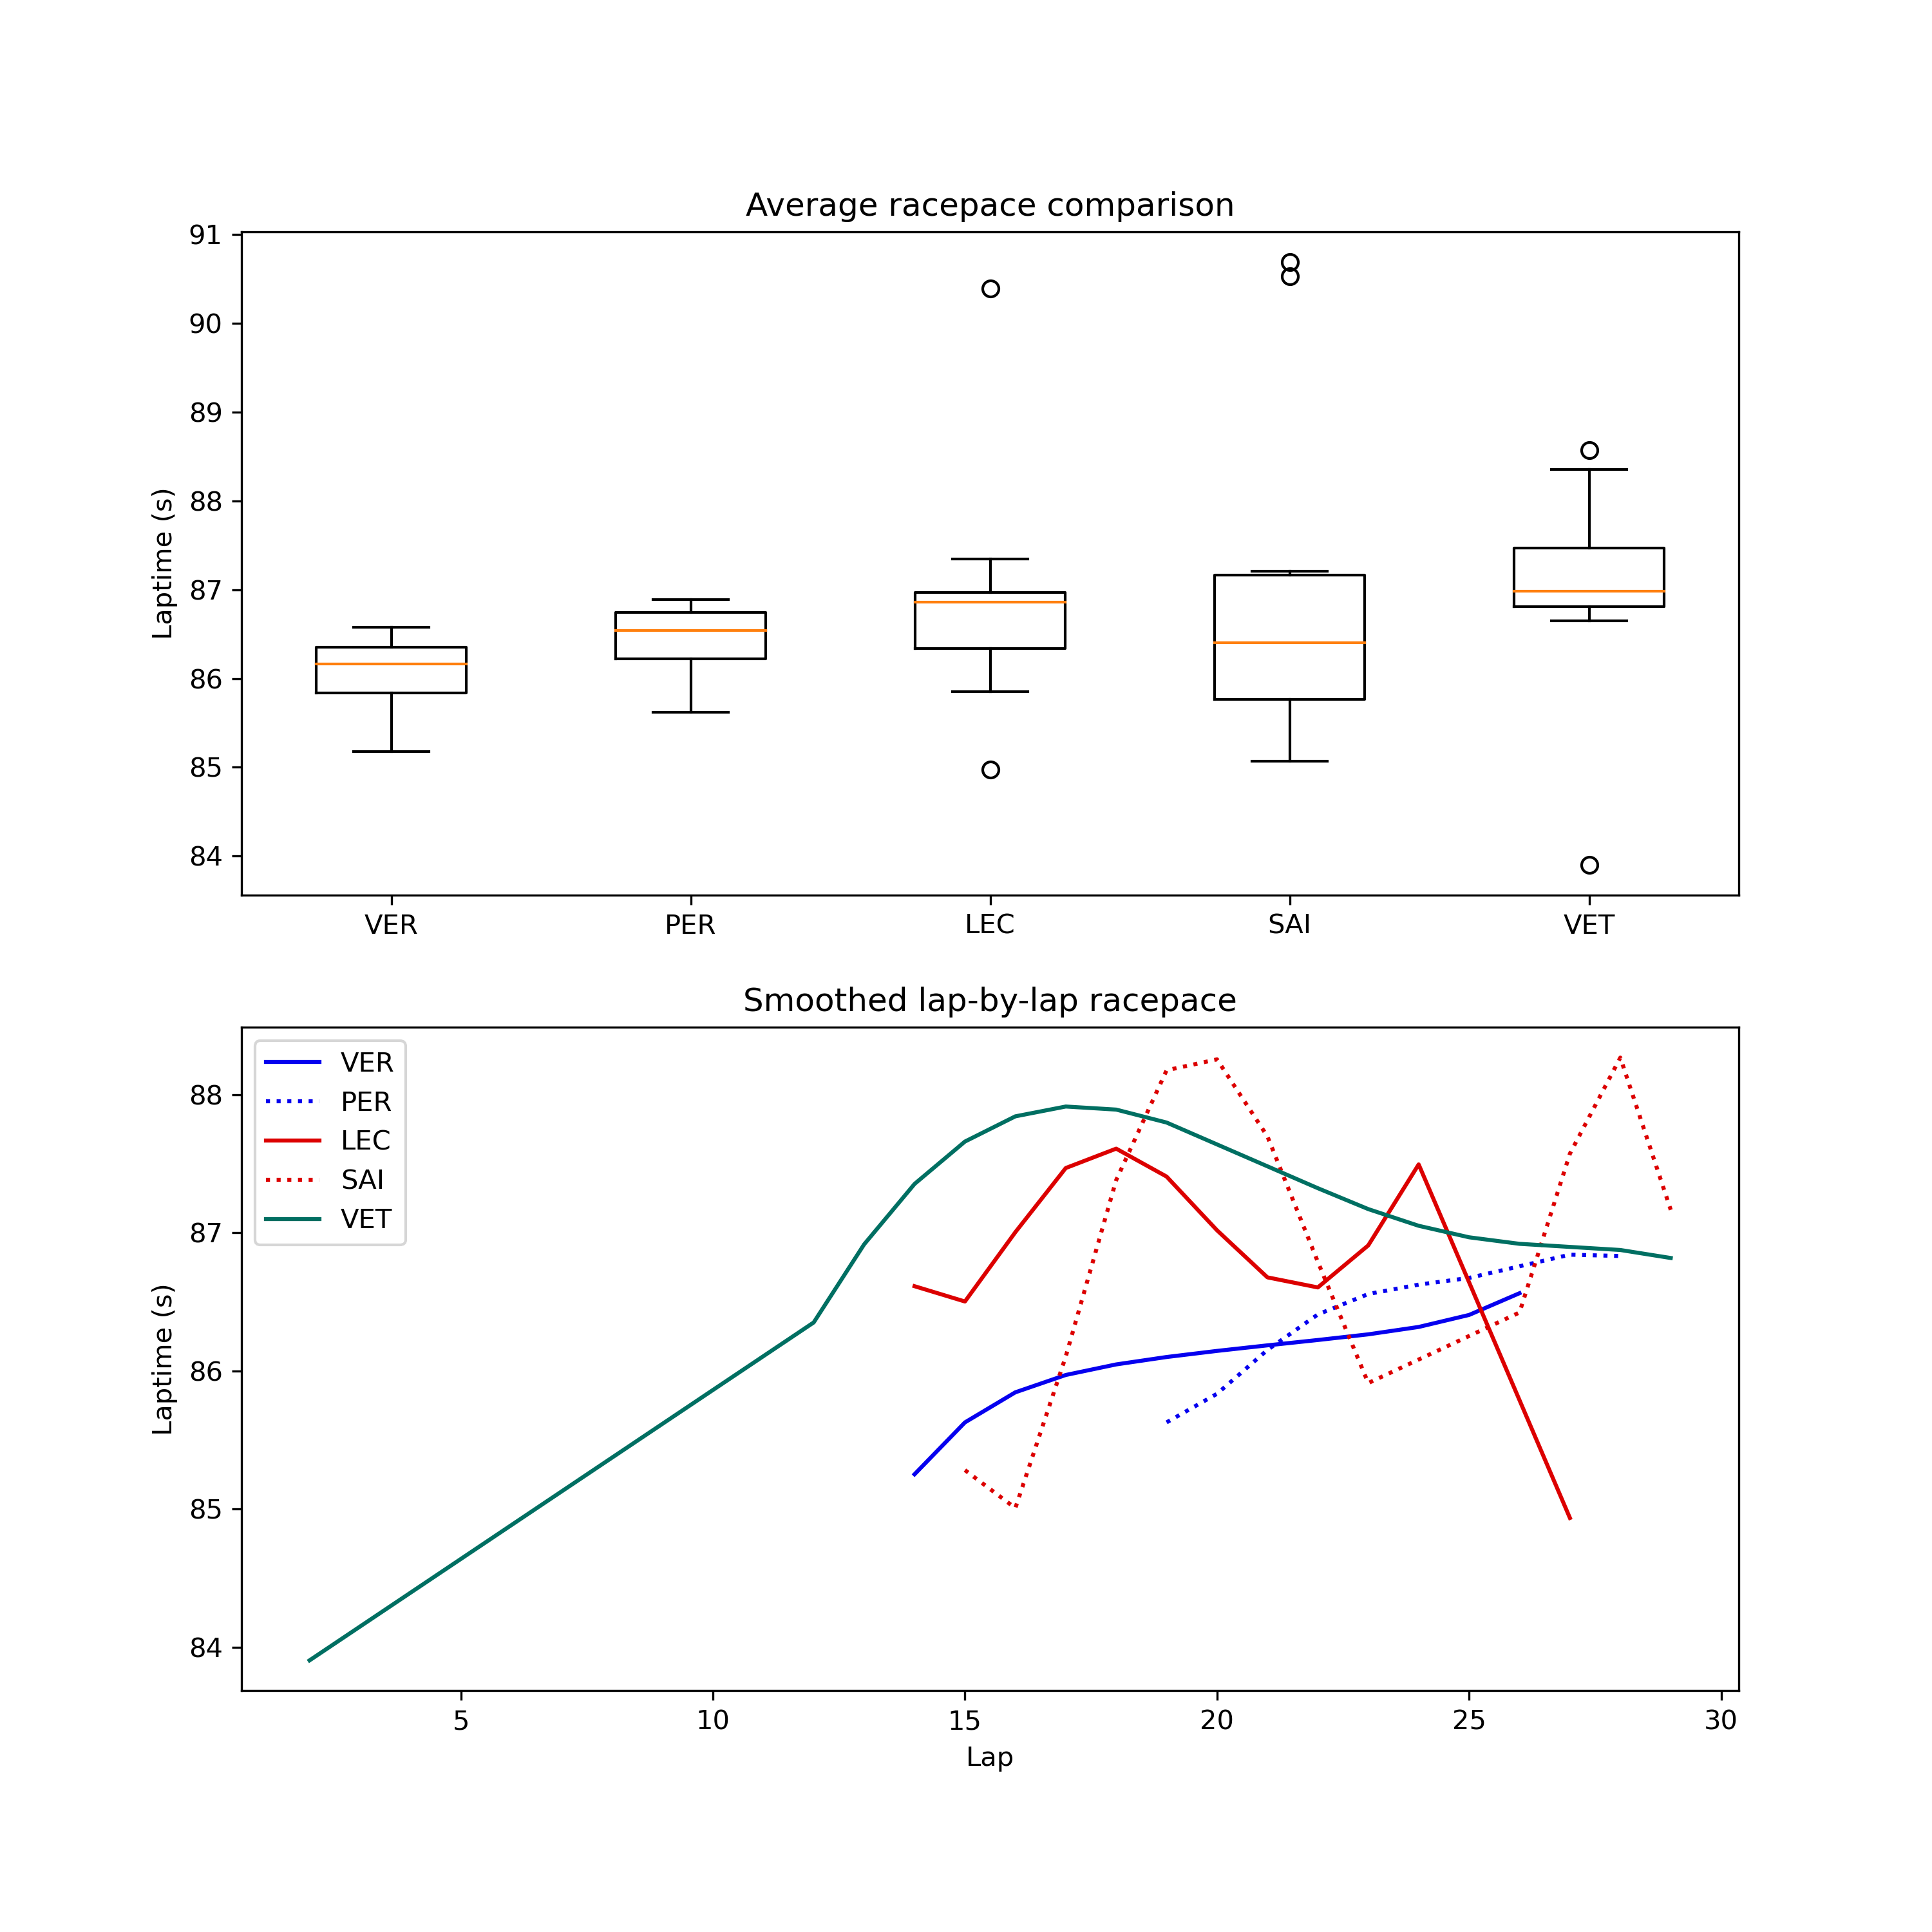 Average racepace comparison
91
90
89
88
87
86
85
84
Laptime (s)
VER
PER
LEC
SAI
VET
Smoothed lap-by-lap racepace
VER
PER
LEC
SAI
VET
88
87
86
85
84
Laptime (s)
5
10
15
20
25
30
Lap